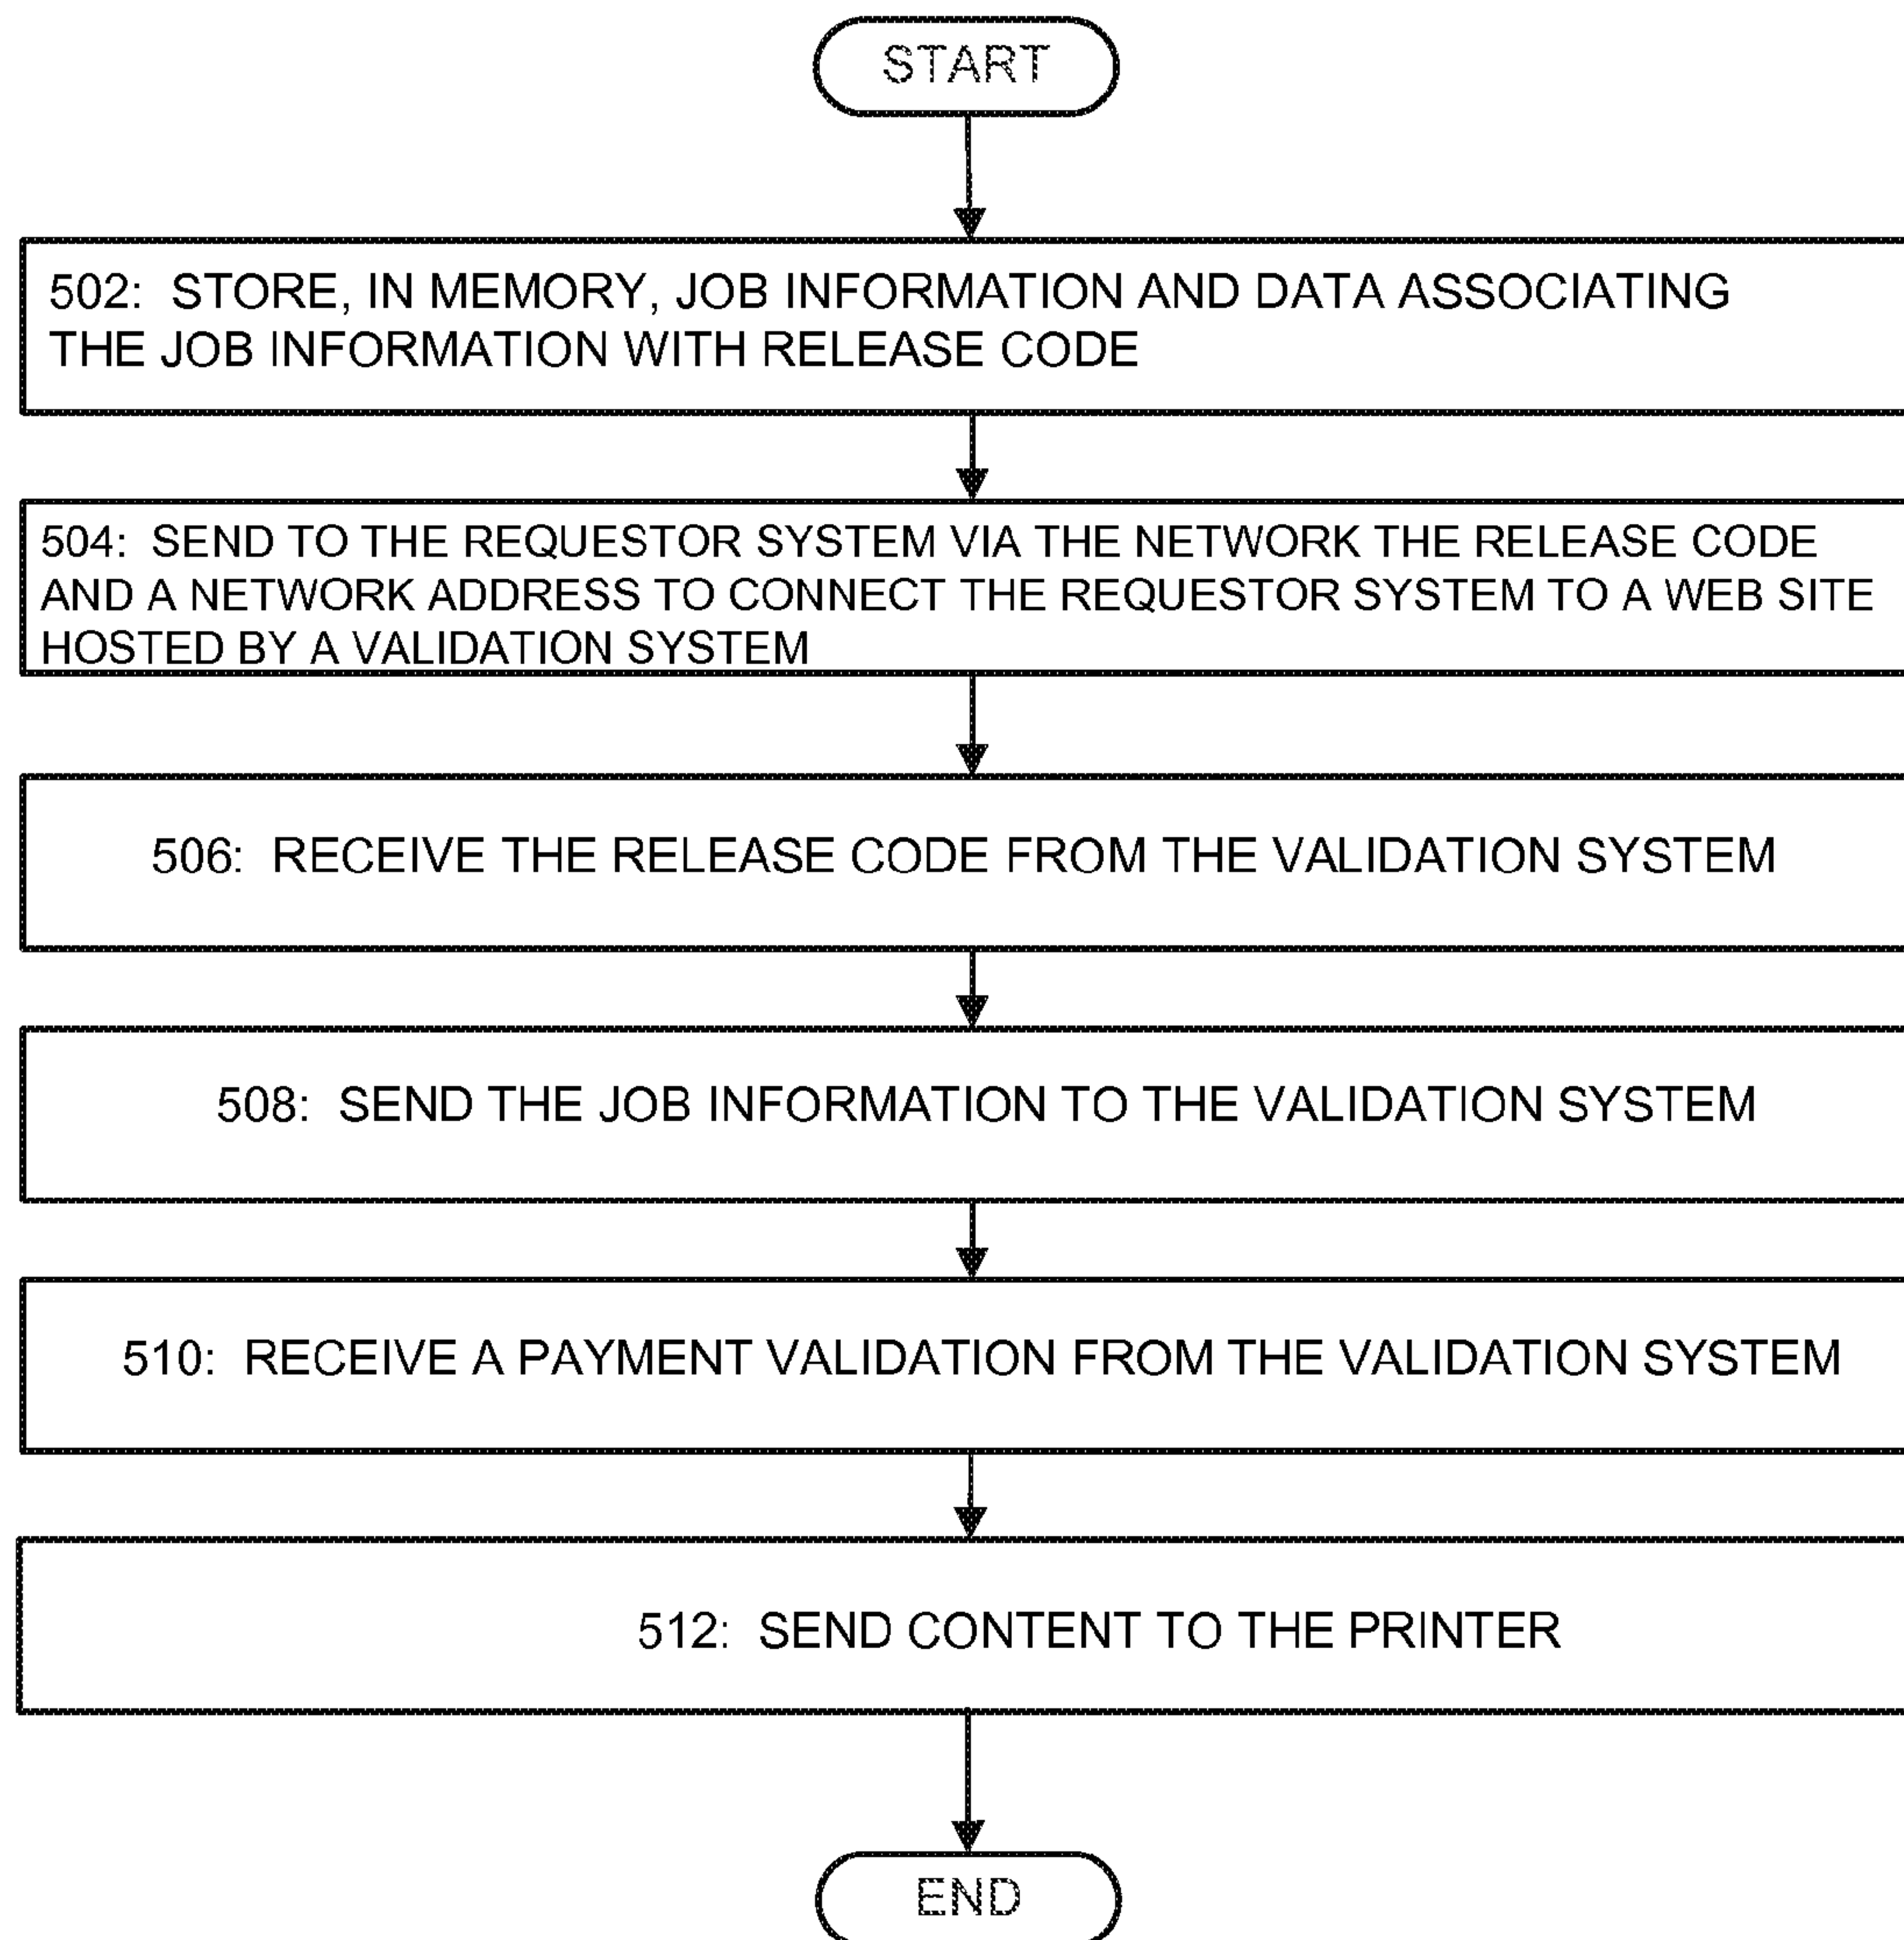 START
502: STORE, IN MEMORY, JOB INFORMATION AND DATA ASSOCIATING
THE JOB INFORMATION WITH RELEASE CODE
504: SEND TO THE REQUESTOR SYSTEM VIA THE NETWORK THE RELEASE CODE
AND A NETWORK ADDRESS TO CONNECT THE REQUESTOR SYSTEM TO A WEB SITE
HOSTED BY A VALIDATION SYSTEM
506: RECEIVE THE RELEASE CODE FROM THE VALIDATION SYSTEM
508: SEND THE JOB INFORMATION TO THE VALIDATION SYSTEM
510: RECEIVE A PAYMENT VALIDATION FROM THE VALIDATION SYSTEM
512: SEND CONTENT TO THE PRINTER
END